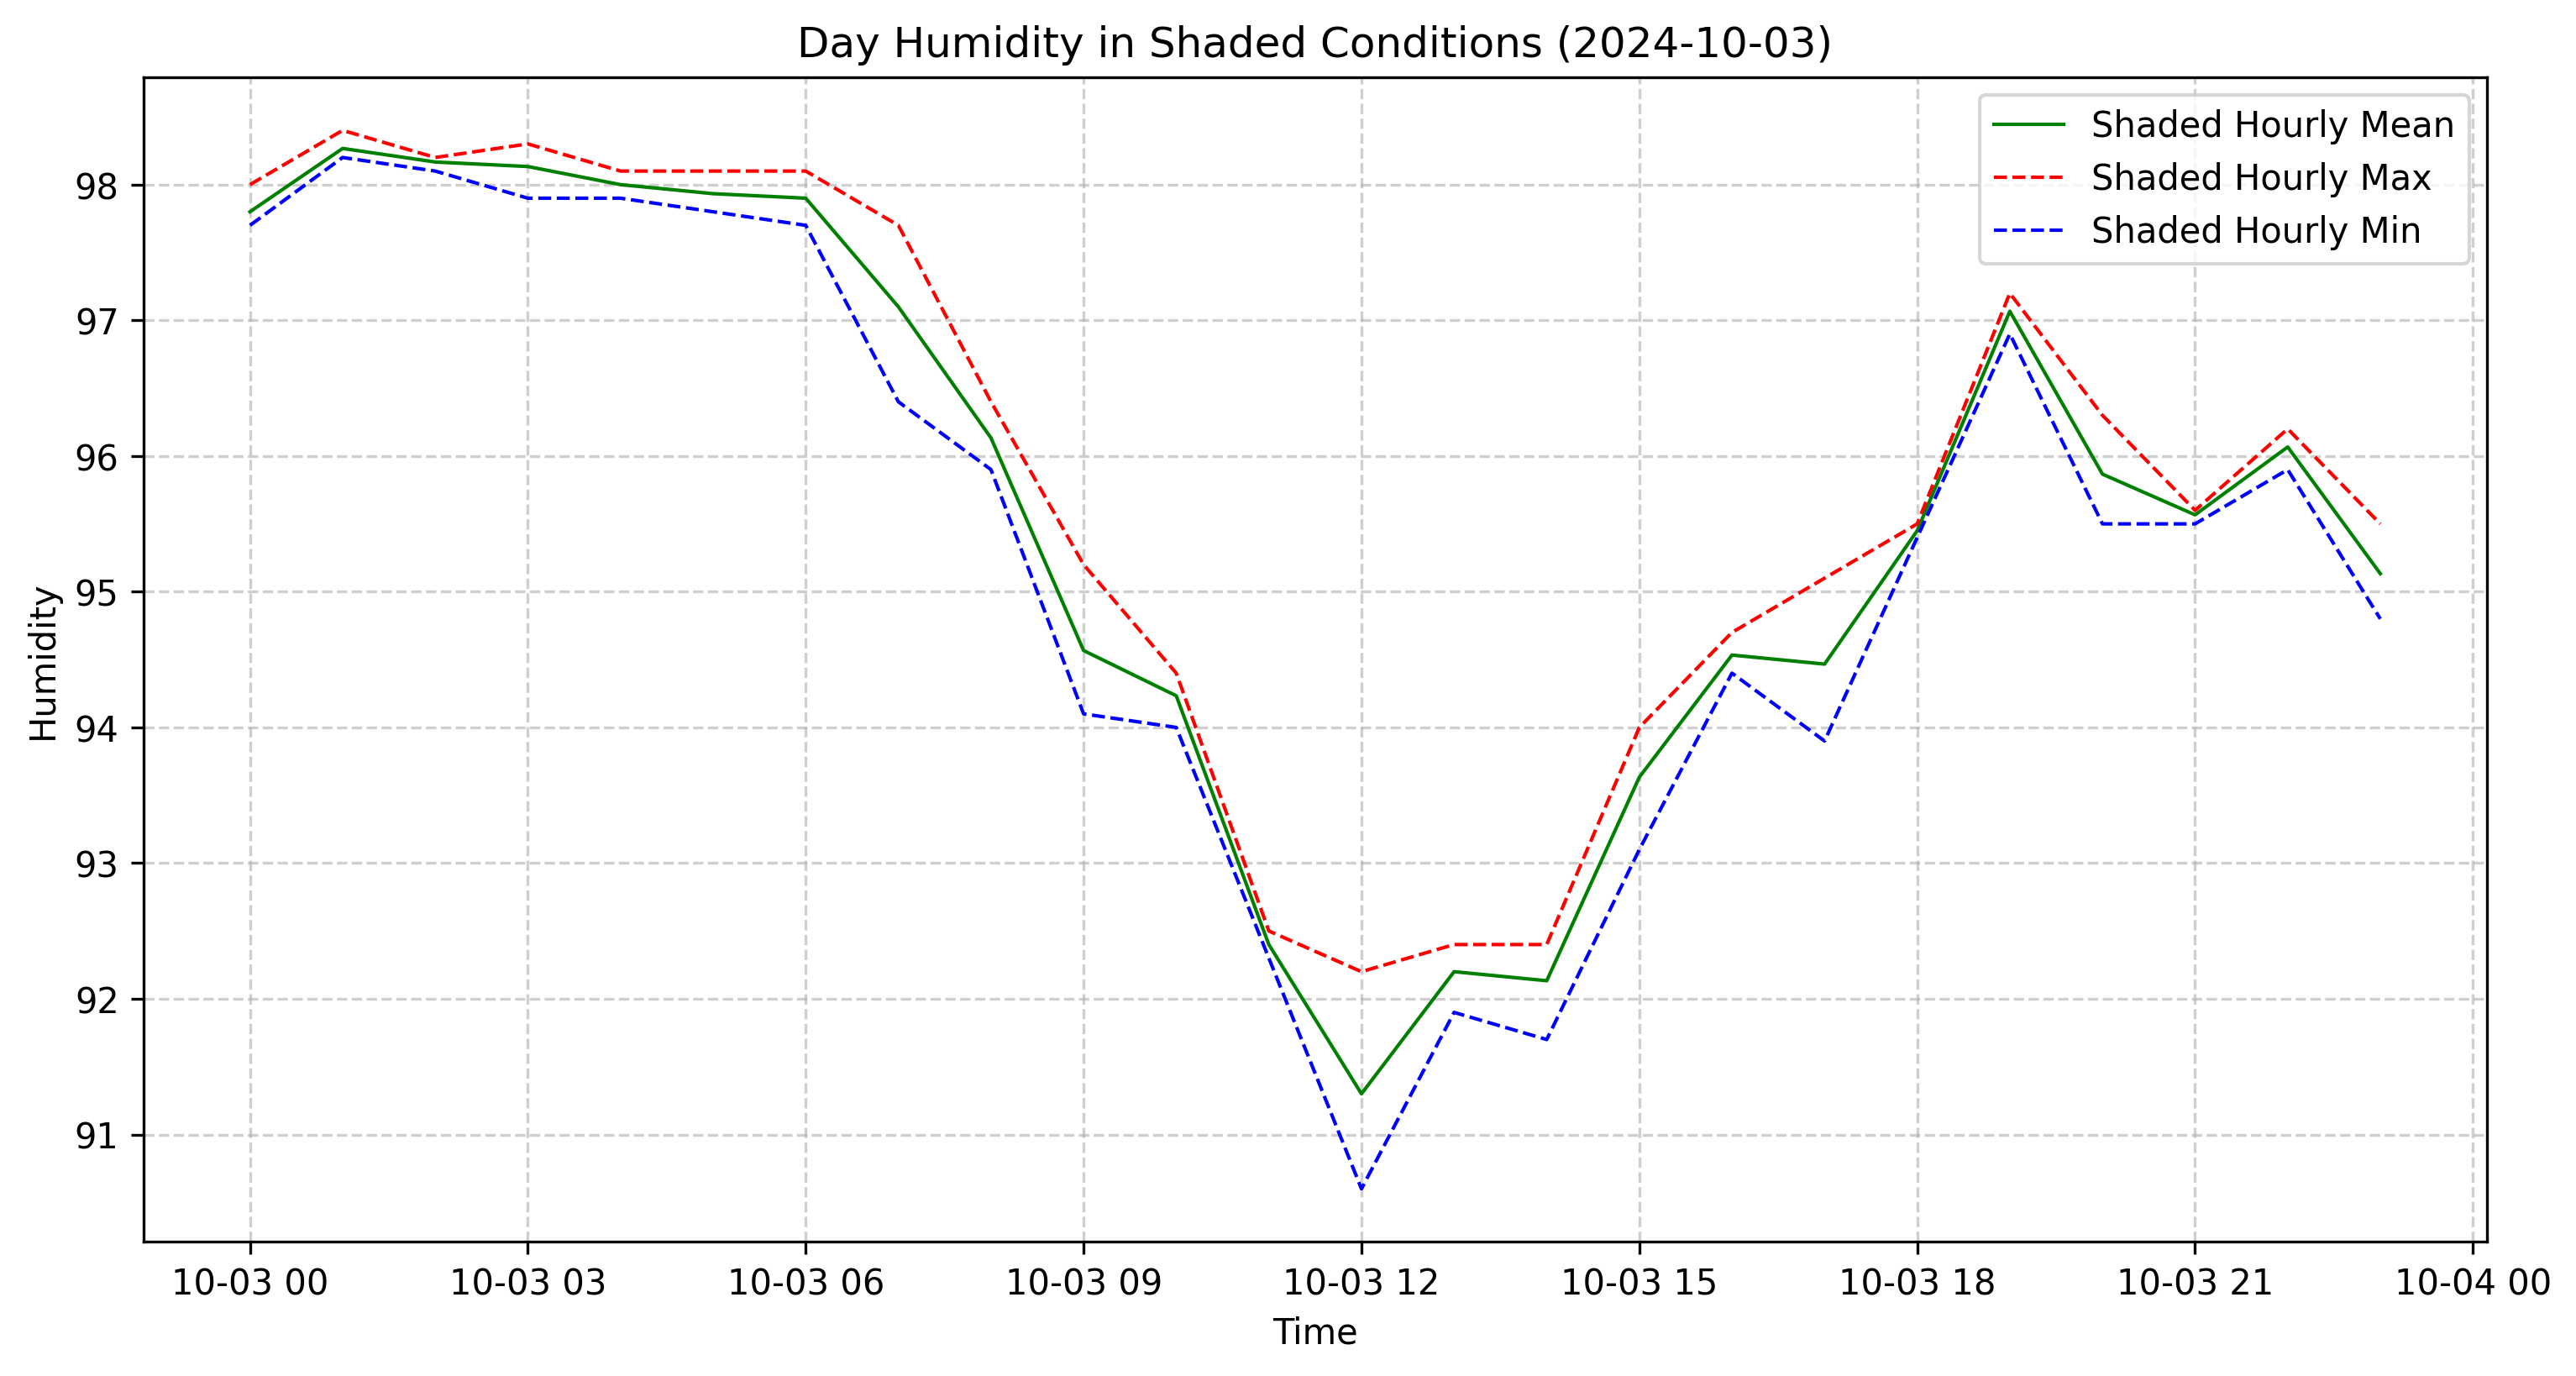 Day Humidity in Shaded Conditions (2024-10-03)
Shaded Hourly Mean
Shaded Hourly Max
Shaded Hourly Min
98
97
96
95
94
93
92
91
Humidity
10-03 00 10-03 03 10-03 06 10-03 09 10-03 12 10-03 15 10-03 18 10-03 21 10-04 00
Time